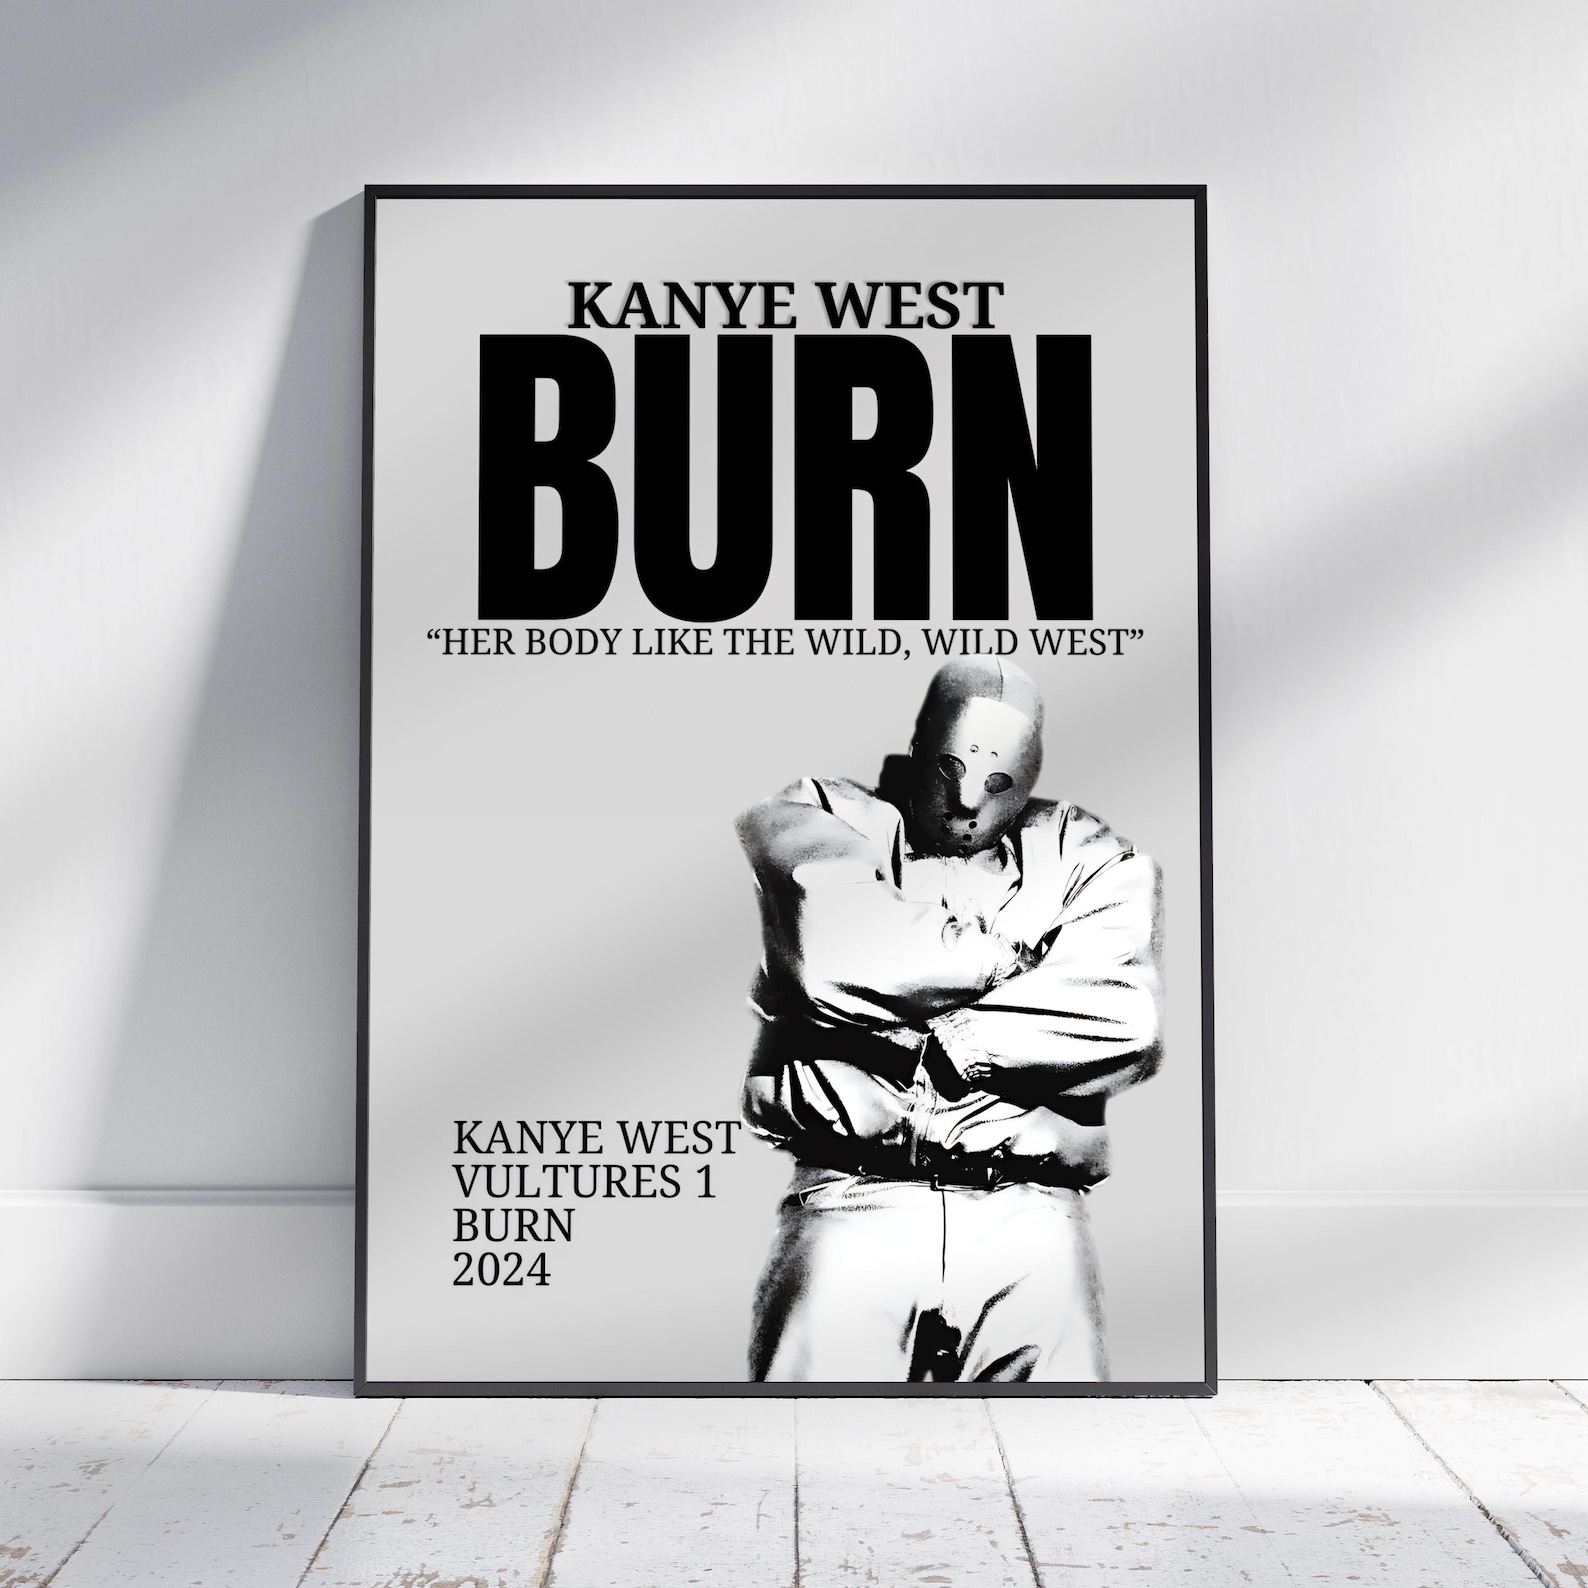 KANYE WEST
BURN
“HER BODY LIKE THE WILD, WILD WEST”
KANYE WEST
VULTURES 1
BURN
2024